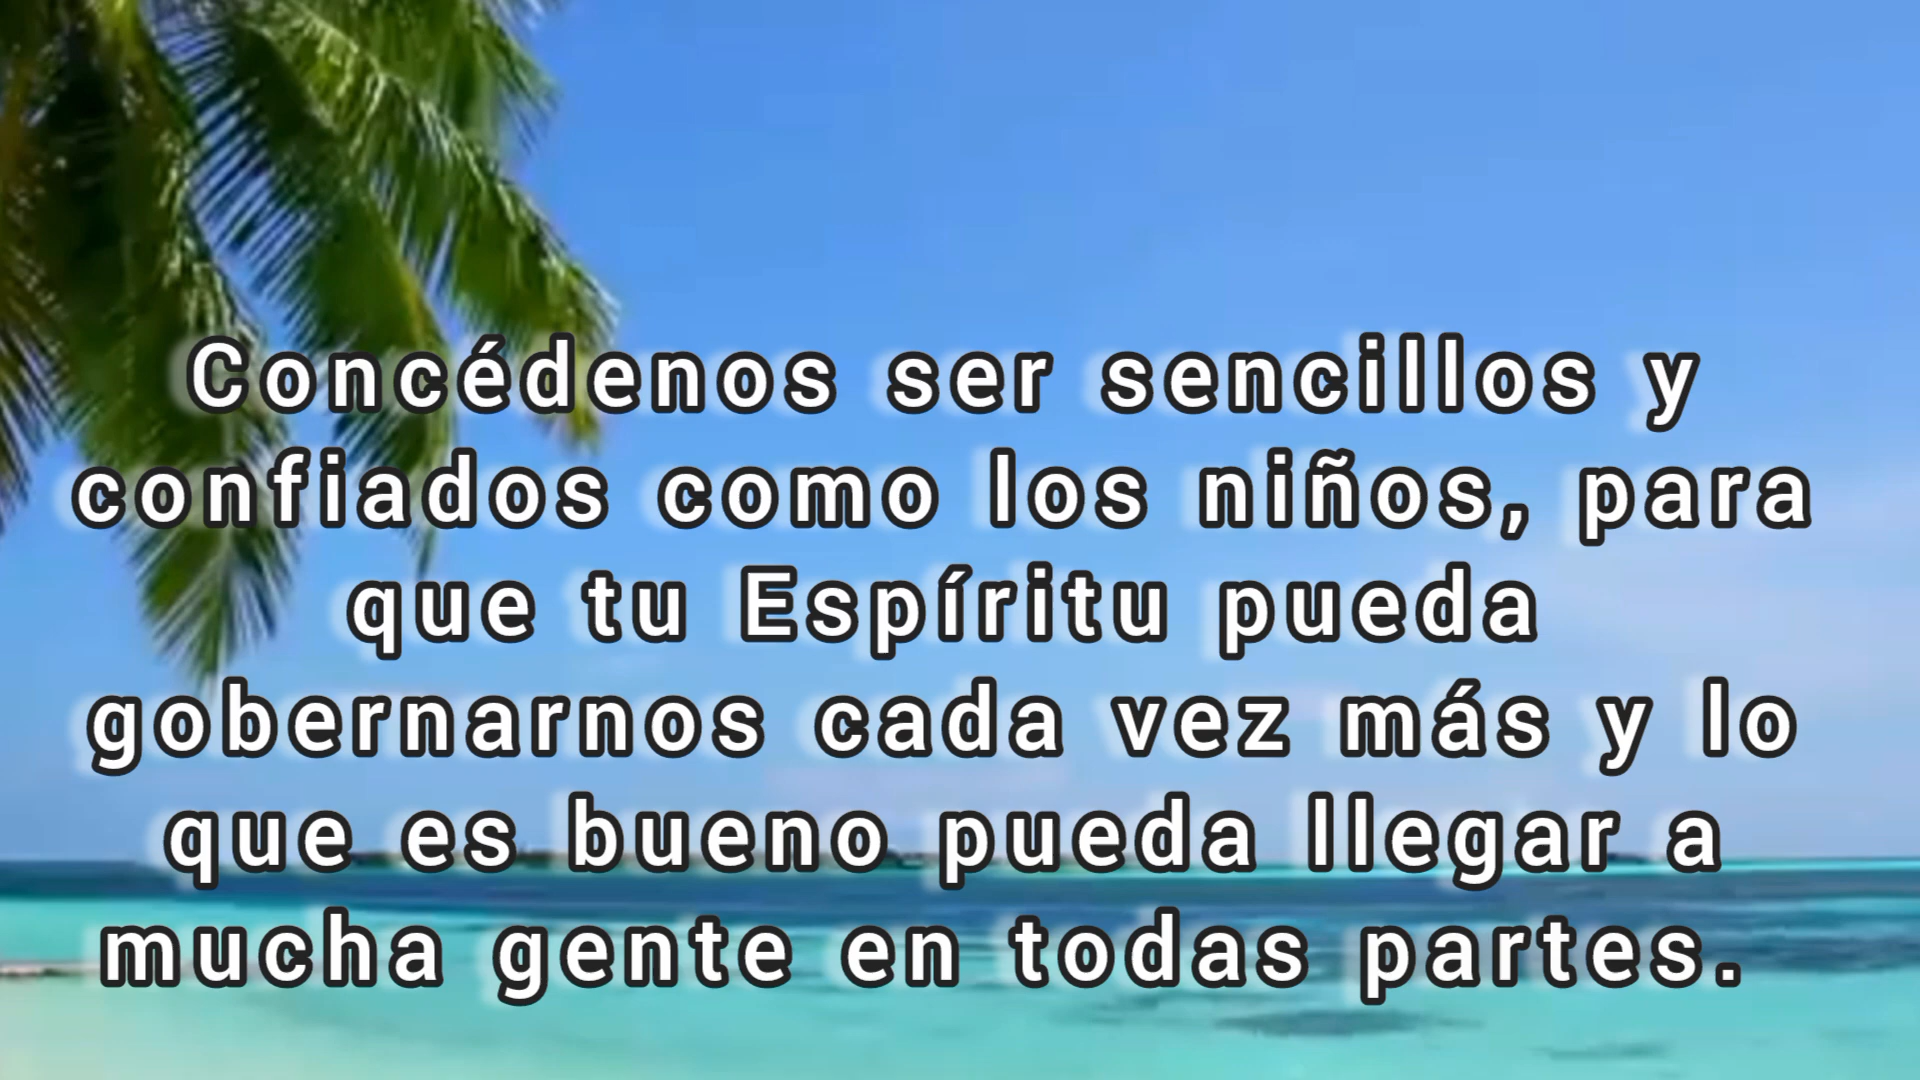 Concédenos ser sencillos y
confiados como los niños, para
que tu Espíritu pueda
gobernarnos cada vez más y lo
que es bueno pueda llegar a
mucha gente en todas partes.